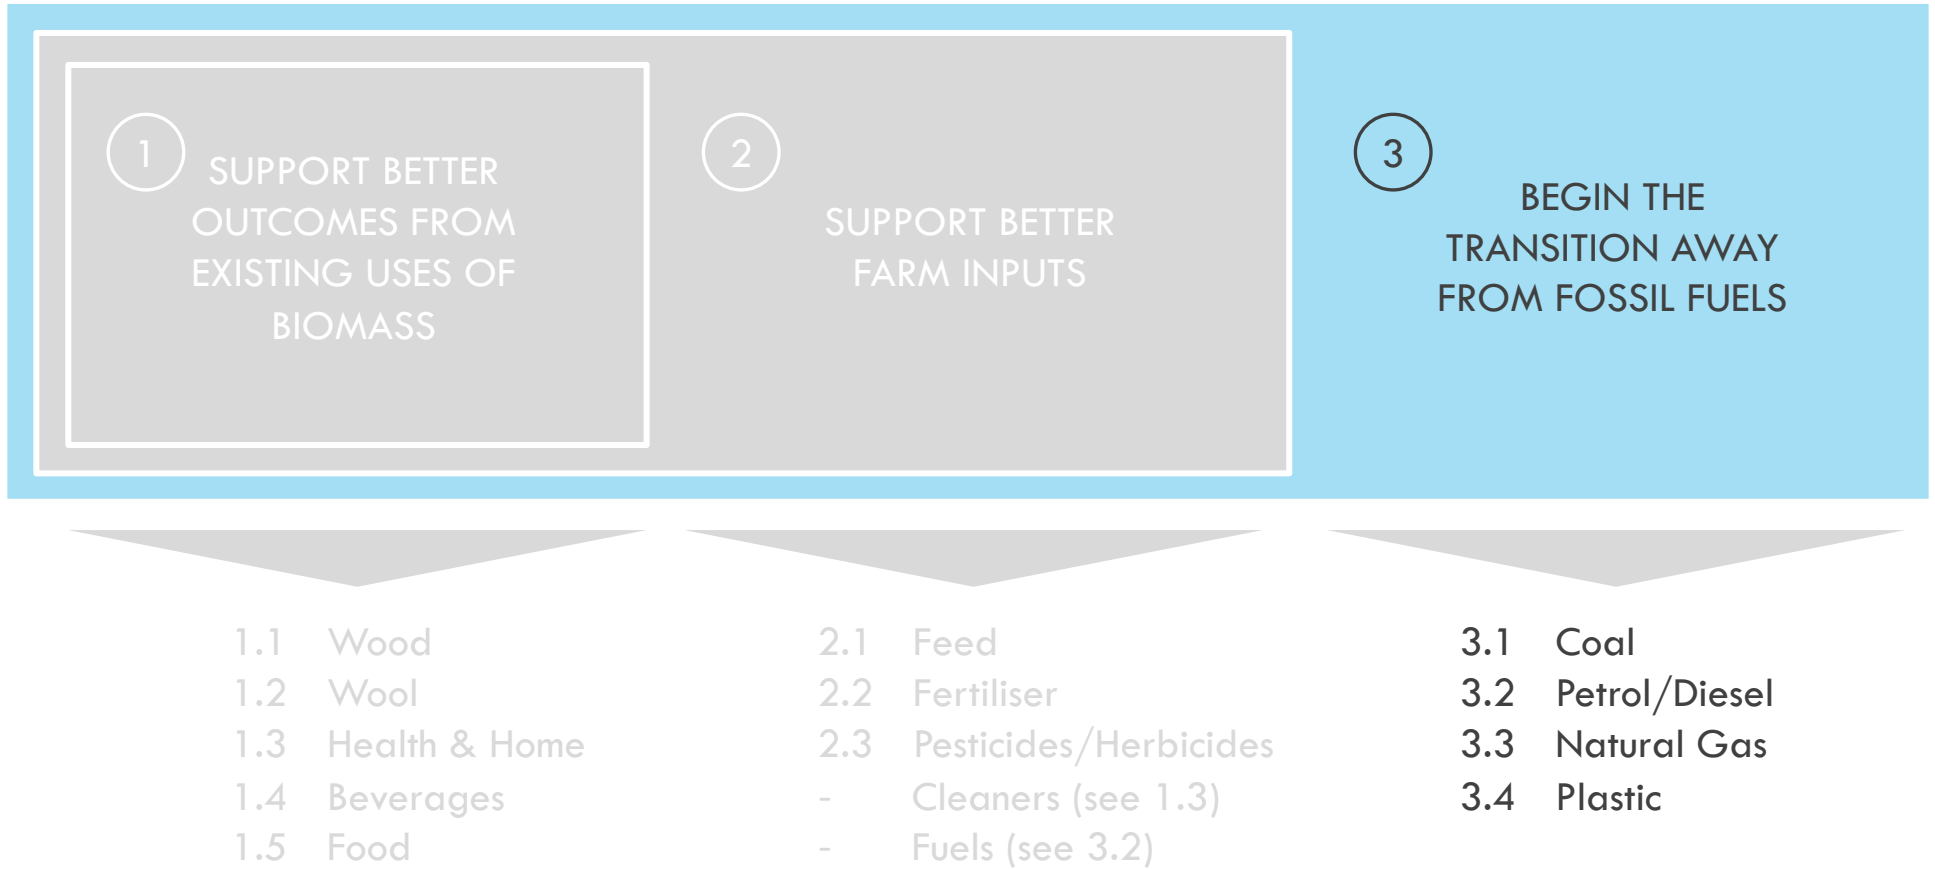 1
SUPPORT BETTER
OUTCOMES FROM
EXISTING USES OF
BIOMASS
2
SUPPORT BETTER
FARM INPUTS
3
BEGIN THE
TRANSITION AWAY
FROM FOSSIL FUELS
1.1 Wood
1.2 Wool
1.3 Health & Home
1.4 Beverages
1.5 Food
2.1 Feed
2.2 Fertiliser
2.3 Pesticides/Herbicides
- Cleaners (see 1.3)
- Fuels (see 3.2)
3.1 Coal
3.2 Petrol/Diesel
3.3 Natural Gas
3.4 Plastic